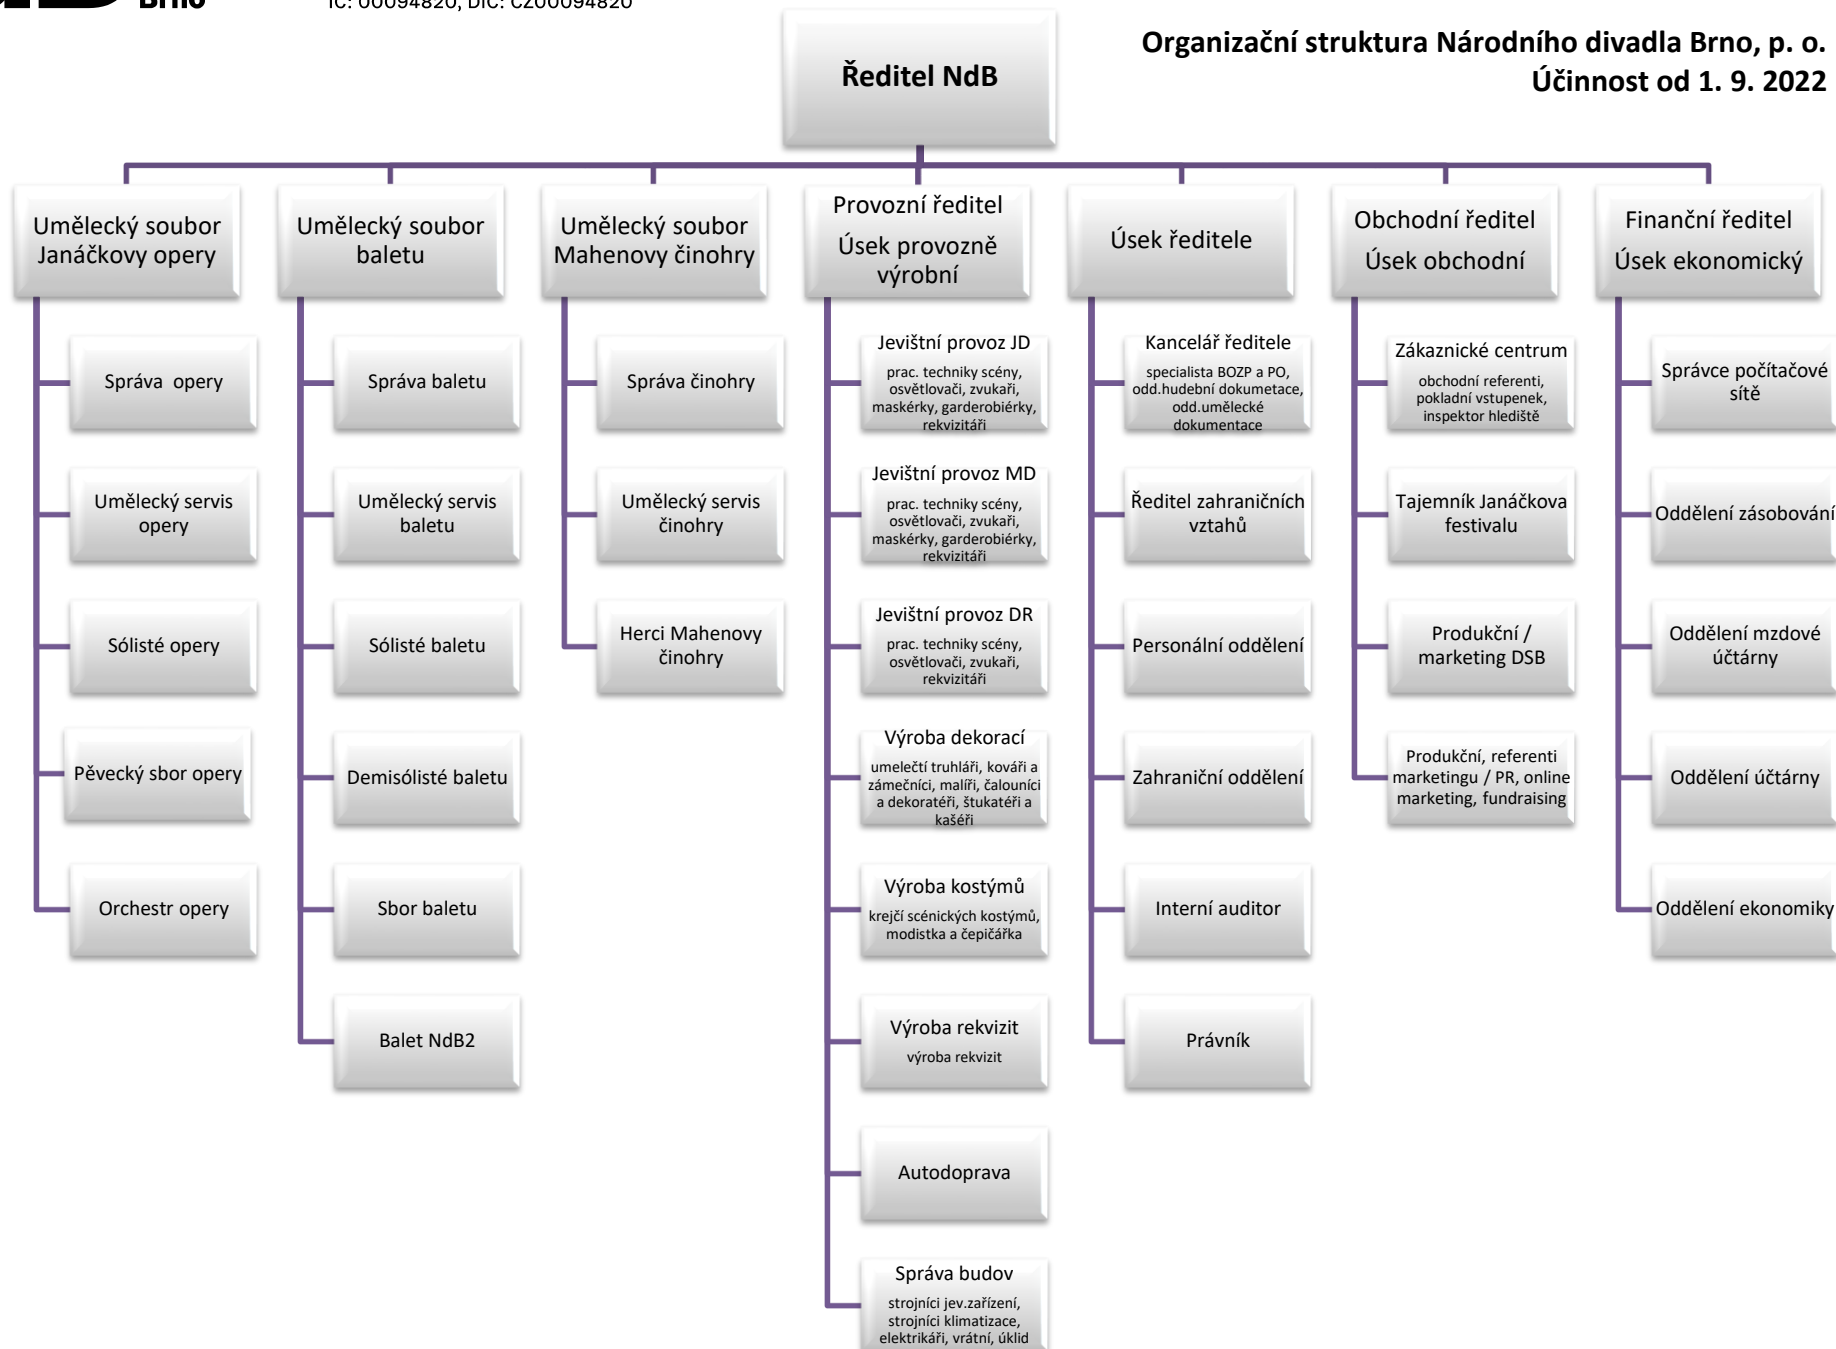 Brno
IČ: 00094820, DIČ: CZ00094820
Organizační struktura Národního divadla Brno, p. o.
Účinnost od 1. 9. 2022
Ředitel NdB
Umělecký soubor
Janáčkovy opery
Správa opery
Umělecký servis
opery
Sólisté opery
Pěvecký sbor opery
Orchestr opery
Umělecký soubor
baletu
Správa baletu
Umělecký servis
baletu
Sólisté baletu
Demisólisté baletu
Sbor baletu
Balet NdB2
Umělecký soubor
Mahenovy činohry
Správa činohry
Umělecký servis
činohry
Herci Mahenovy
činohry
Provozní ředitel
Úsek provozně
výrobní
Jevištní provoz JD
prac. techniky scény,
osvětlovači, zvukaři,
maskérky, garderobiérky,
rekvizitáři
Jevištní provoz MD
prac. techniky scény,
osvětlovači, zvukaři,
maskérky, garderobiérky,
rekvizitáři
Jevištní provoz DR
prac. techniky scény,
osvětlovači, zvukaři,
rekvizitáři
Výroba dekorací
umelečtí truhláři, kováři a
zámečníci, malíři, čalouníci
a dekoratéři, štukatéři a
kašéři
Výroba kostýmů
krejčí scénických kostýmů,
modistka a čepičářka
Výroba rekvizit
výroba rekvizit
Autodoprava
Správa budov
strojníci jev.zařízení,
strojníci klimatizace,
elektrikáři, vrátní, úklid
Úsek ředitele
Kancelář ředitele
specialista BOZP a PO,
odd.hudební dokumetace,
odd.umělecké
dokumentace
Ředitel zahraničních
vztahů
Personální oddělení
Zahraniční oddělení
Interní auditor
Právník
Obchodní ředitel
Úsek obchodní
Zákaznické centrum
obchodní referenti,
pokladní vstupenek,
inspektor hlediště
Tajemník Janáčkova
festivalu
Produkční /
marketing DSB
Produkční, referenti
marketingu / PR, online
marketing, fundraising
Finanční ředitel
Úsek ekonomický
Správce počítačové
sítě
Oddělení zásobování
Oddělení mzdové
účtárny
Oddělení účtárny
Oddělení ekonomiky